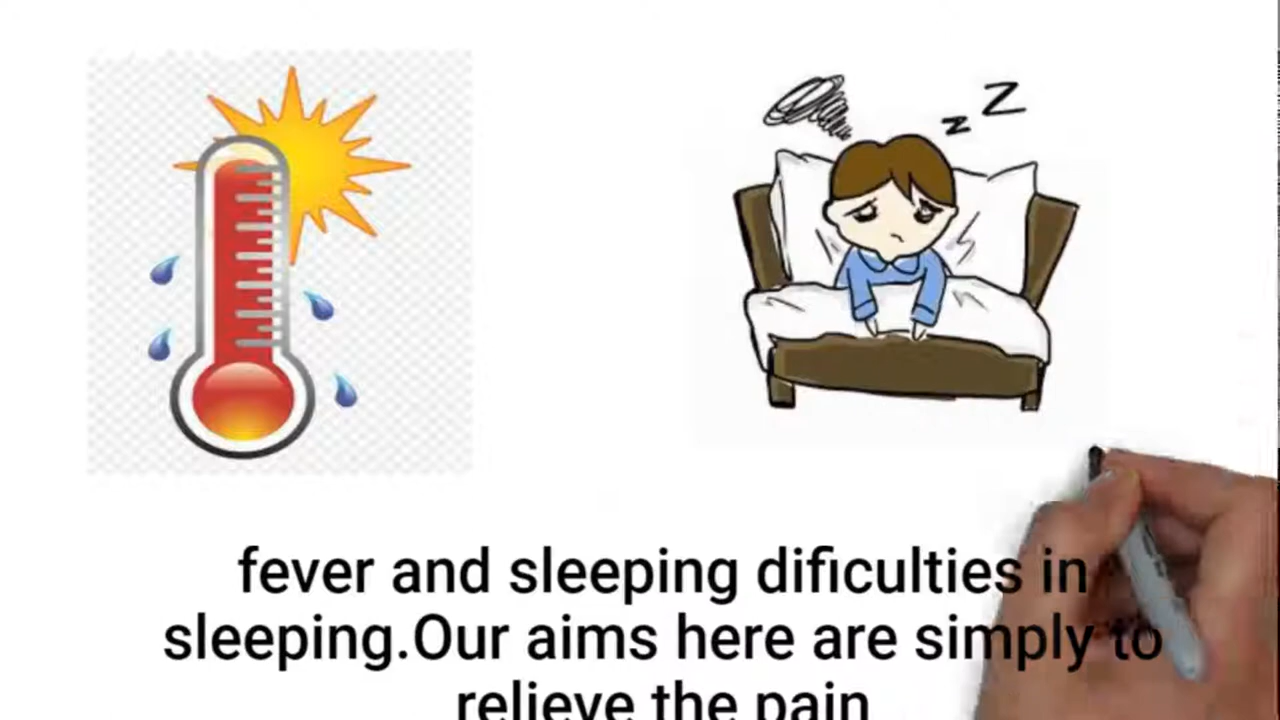 z Z
fever and sleeping dificulties in
sleeping.Our aims here are simply to
relieve the pain